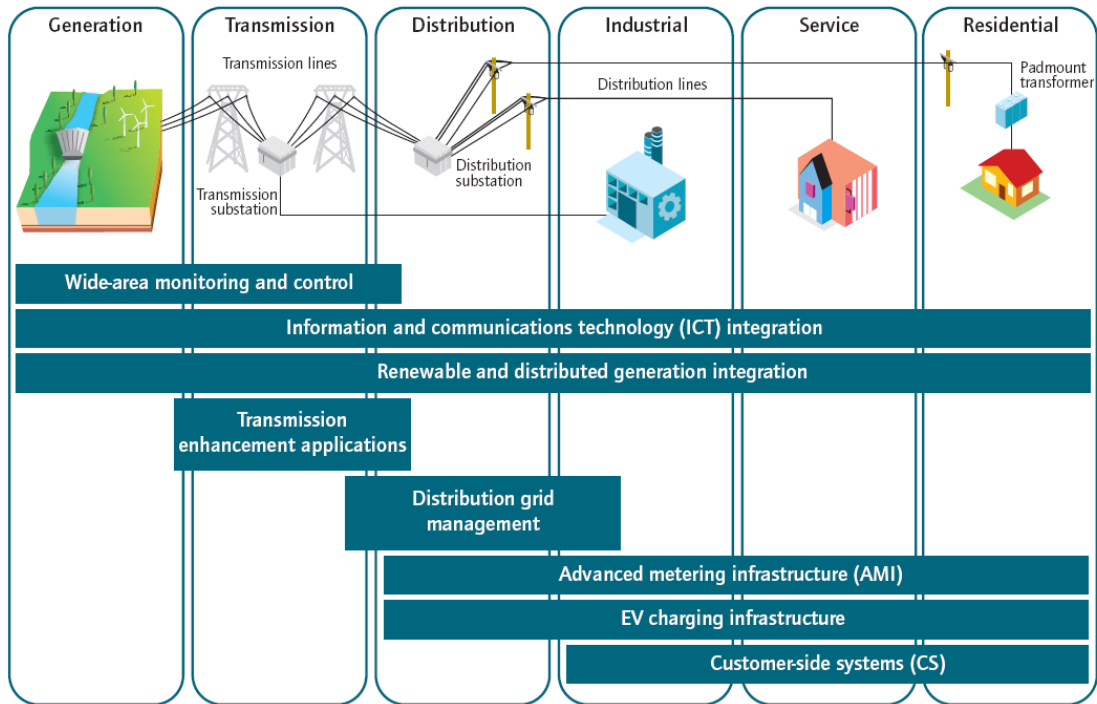 Generation
Transmission
Distribution
Industrial
Service
Residential
Transmission lines
Transmission
substation
Distribution
substation
Distribution lines
Padmount
transformer
Wide-area monitoring and control
Information and communications technology (ICT) integration
Renewable and distributed generation integration
Transmission
enhancement applications
Distribution grid
management
Advanced metering infrastructure (AMI)
EV charging infrastructure
Customer-side systems (CS)